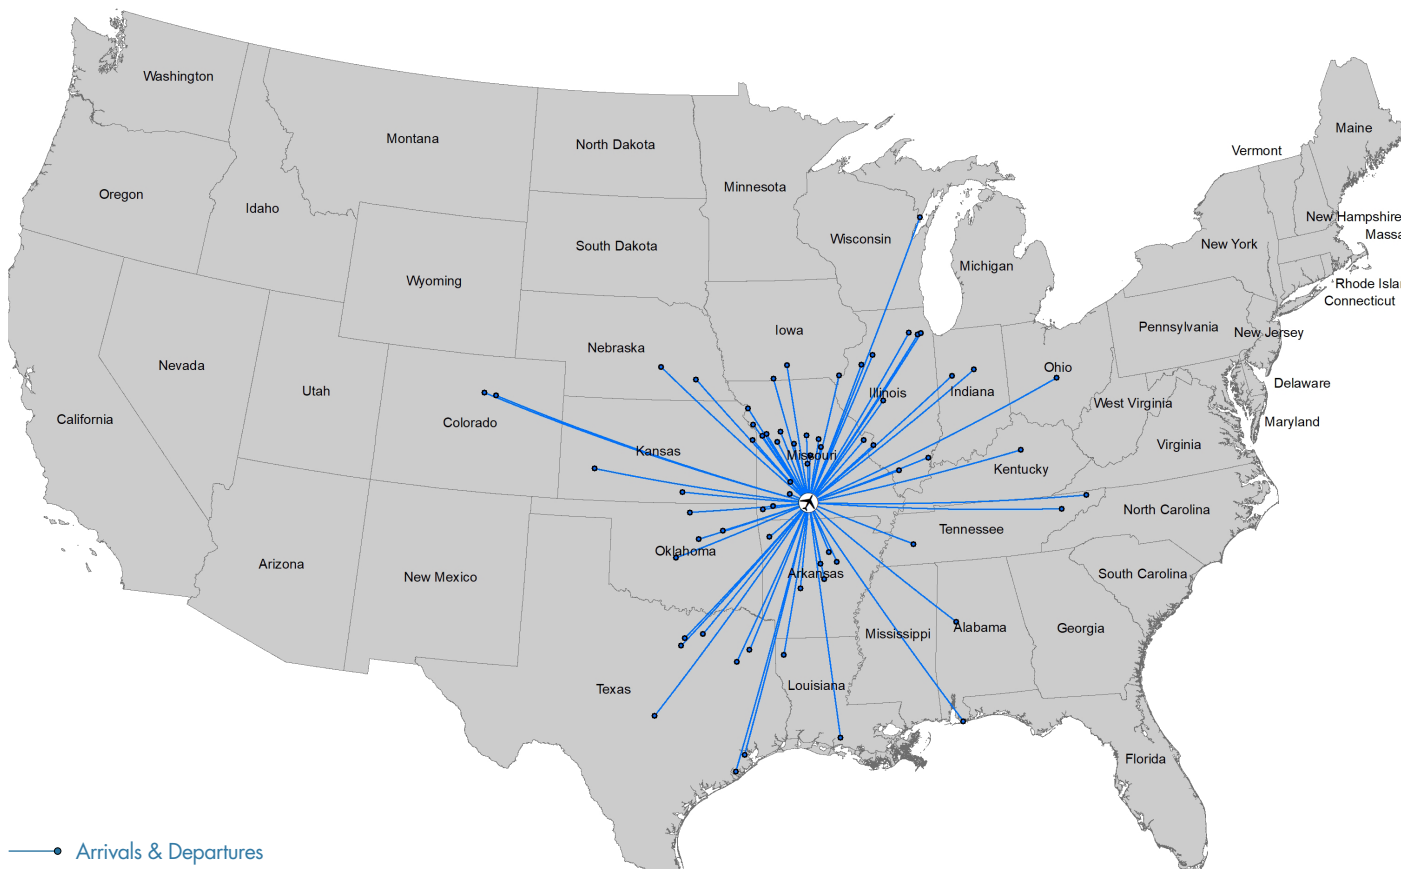 Washington
Montana
North Dakota
Minnesota
Maine
Vermont
Oregon
Idaho
South Dakota
Wisconsin
Michigan
New York
New Hampshire
Massa
Wyoming
Iowa
Nebraska
Pennsylvania
New Jersey
Rhode Islar
Connecticut
Nevada
Utah
Colorado
Kansas
Missouri
Illinois
Indiana
Ohio
West Virginia
Delaware
Maryland
California
Virginia
Kentucky
Arizona
New Mexico
Oklahoma
Arkansas
Tennessee
North Carolina
South Carolina
Texas
Louisiana
Mississippi
Alabama
Georgia
Florida
Arrivals & Departures